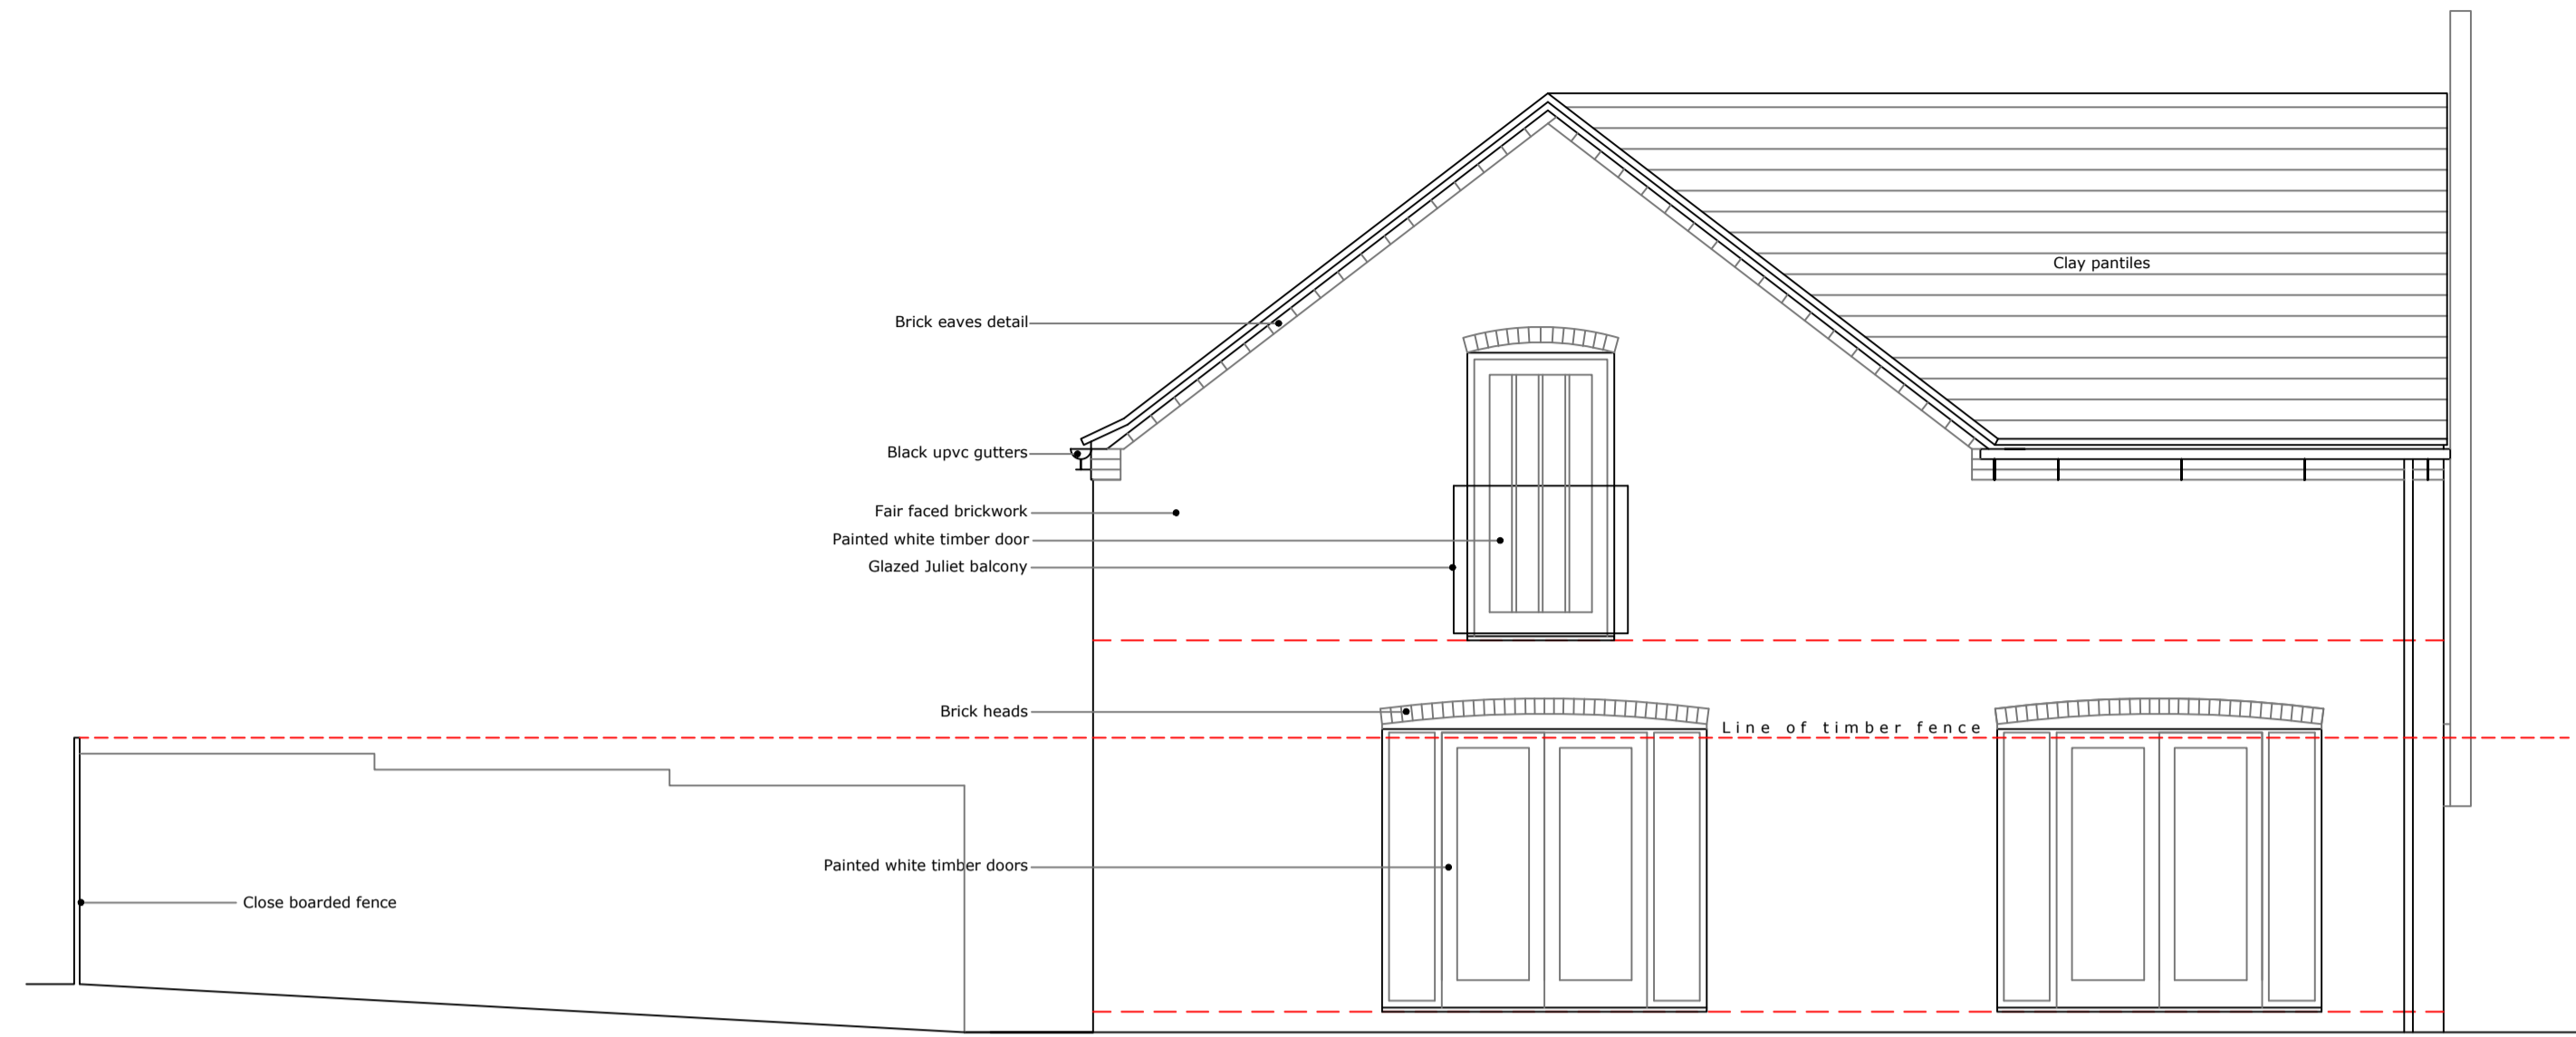 Clay pantiles
Brick eaves detail
Black upvc gutters
Fair faced brickwork
Painted white timber door
Glazed Juliet balcony
Brick heads
Line of timber fence
Painted white timber doors
Close boarded fence